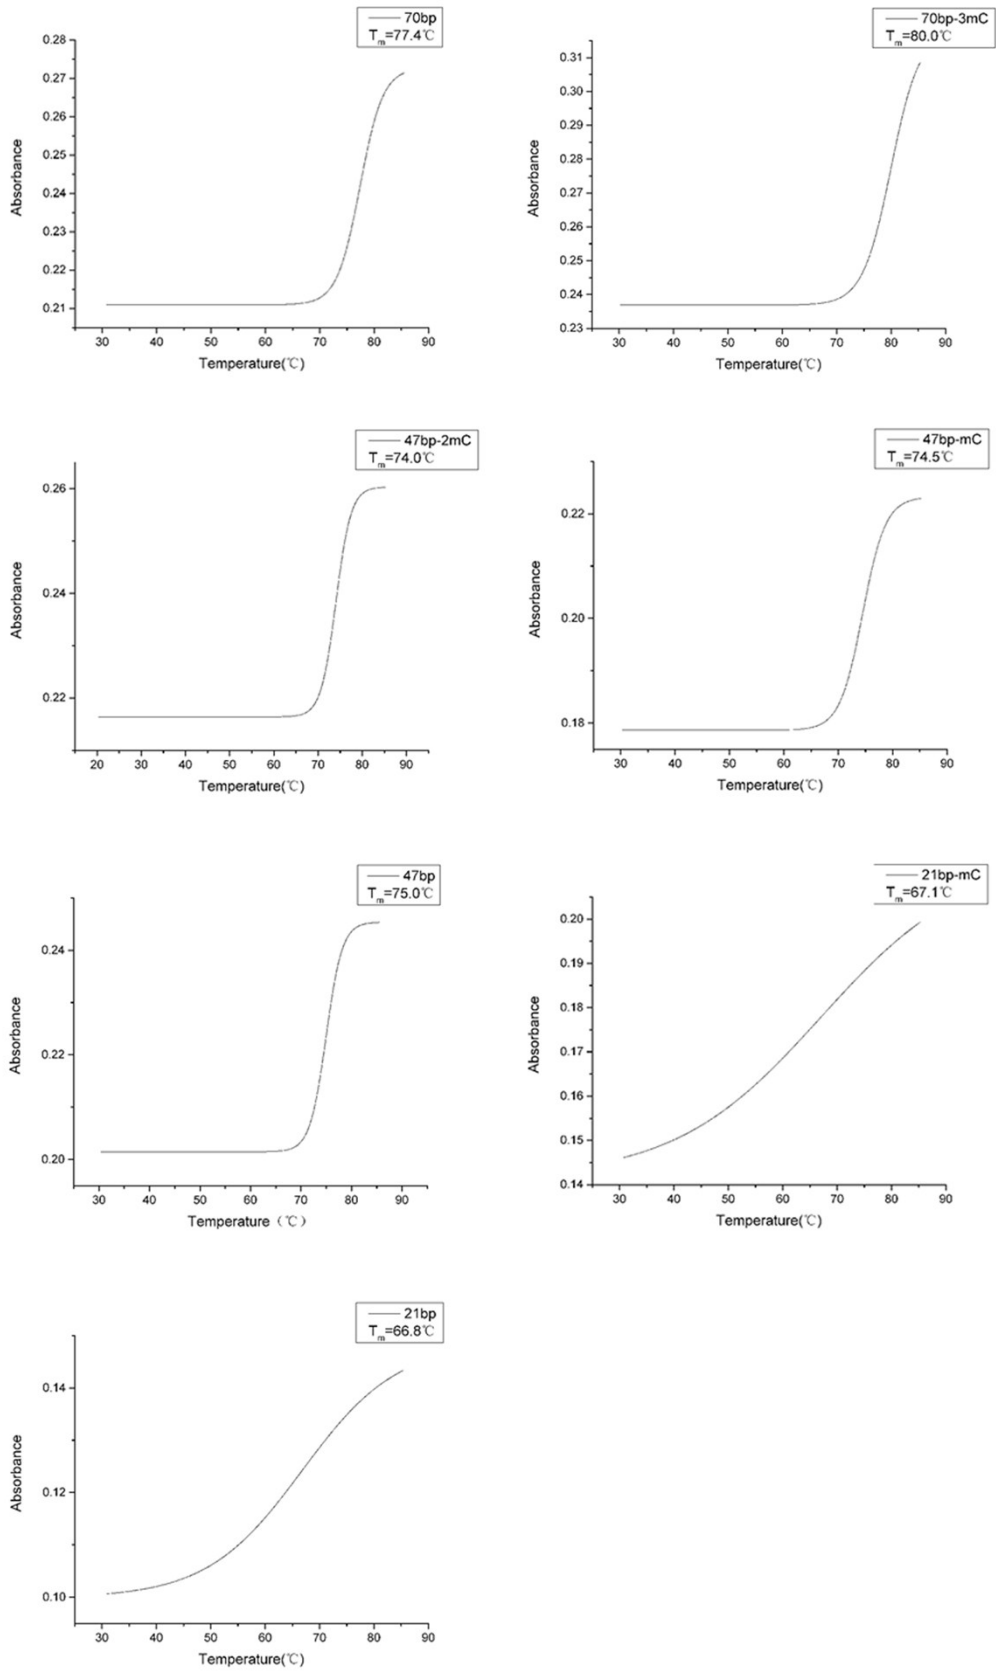 70bp
Tm=77.4℃
0.28
0.27
0.26
0.25
0.24
0.23
0.22
0.21
Absorbance
30 40 50 60 70 80 90
Temperature(℃)
70bp-3mC
Tm=80.0℃
0.31
0.30
0.29
0.28
0.27
0.26
0.25
0.24
0.23
Absorbance
30 40 50 60 70 80 90
Temperature(℃)
47bp-2mC
Tm=74.0℃
0.26
0.24
0.22
Absorbance
20 30 40 50 60 70 80 90
Temperature(℃)
47bp-mC
Tm=74.5℃
0.22
0.20
0.18
Absorbance
30 40 50 60 70 80 90
Temperature(℃)
47bp
Tm=75.0℃
0.24
0.22
0.20
Absorbance
30 40 50 60 70 80 90
Temperature（℃）
21bp-mC
Tm=67.1℃
0.20
0.19
0.18
0.17
0.16
0.15
0.14
Absorbance
30 40 50 60 70 80 90
Temperature(℃)
21bp
Tm=66.8℃
0.14
0.12
0.10
Absorbance
30 40 50 60 70 80 90
Temperature(℃)